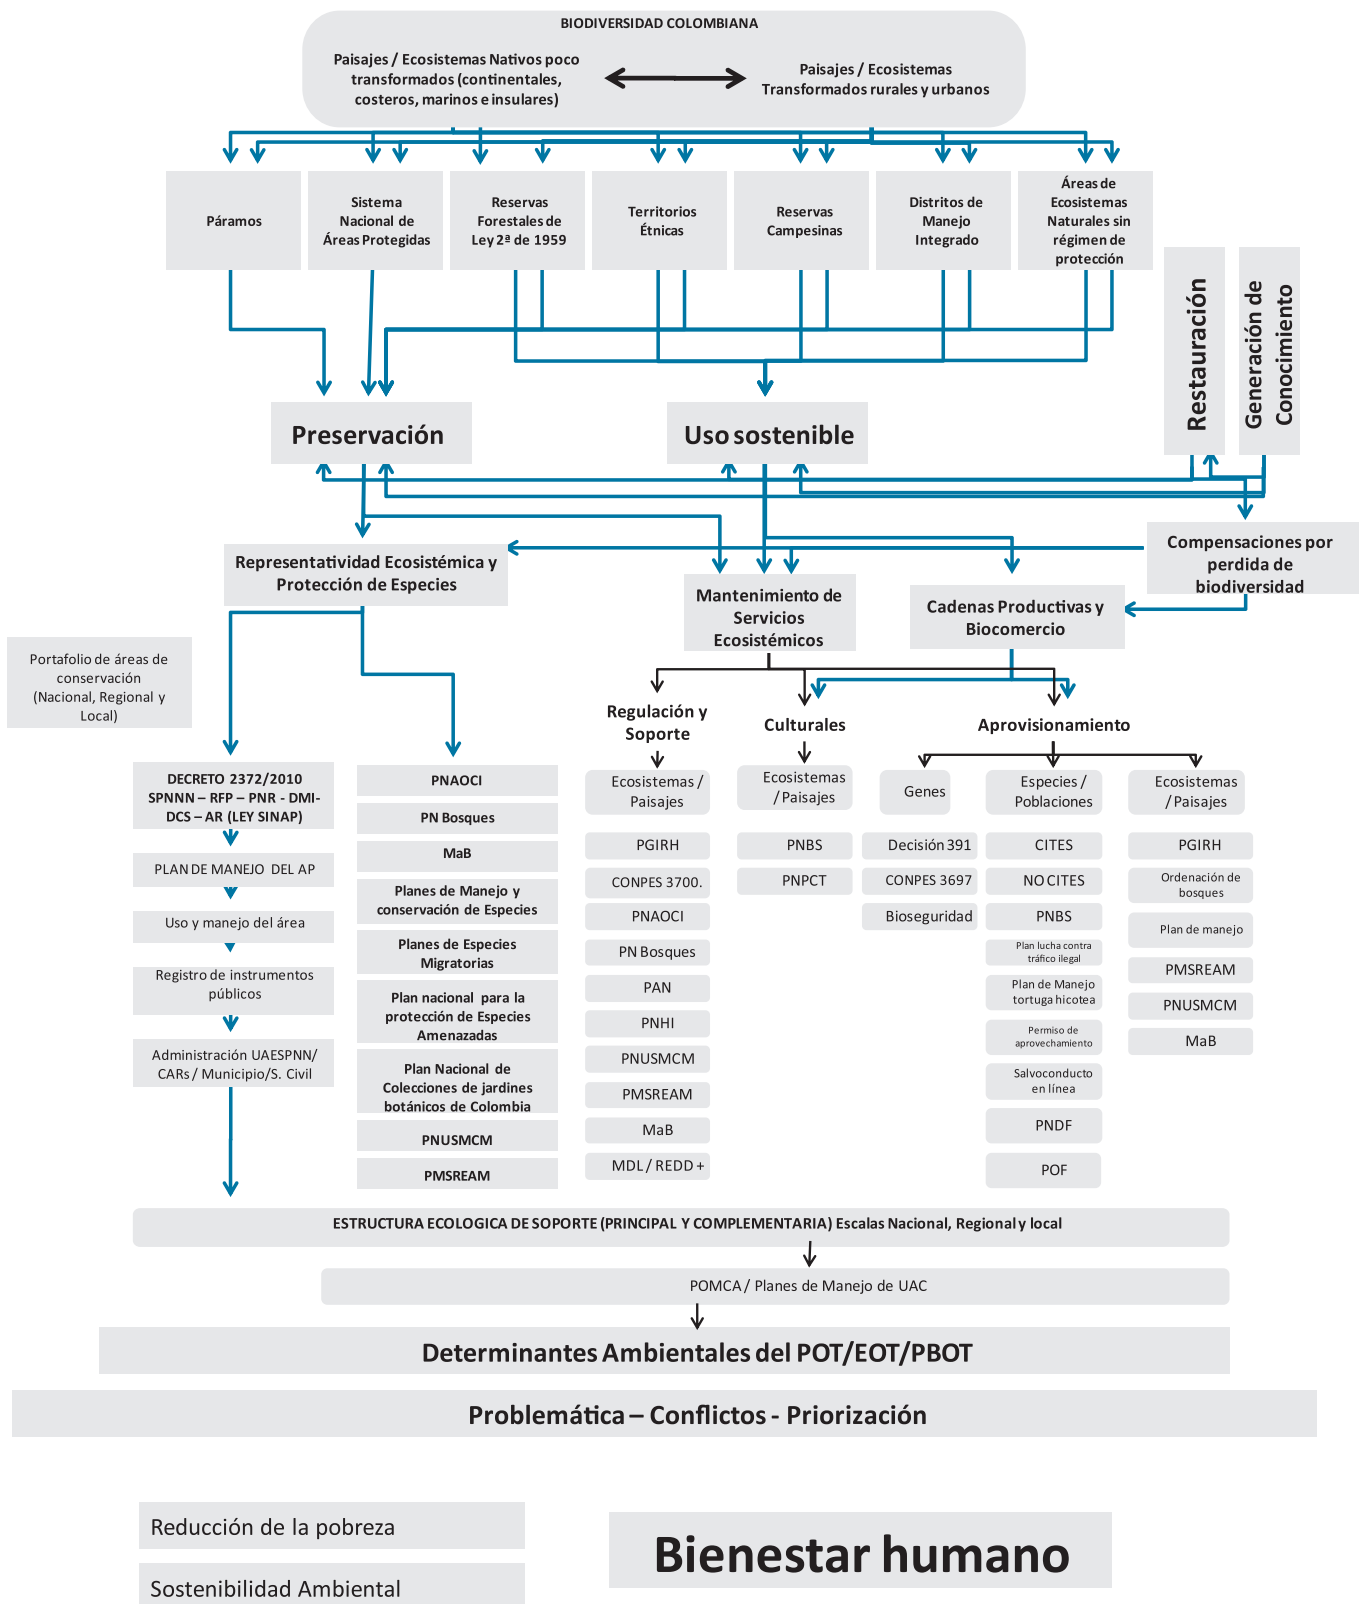 BIODIVERSIDAD COLOMBIANA
Paisajes / Ecosistemas Nativos poco
transformados (continentales,
costeros, marinos e insulares)
Paisajes / Ecosistemas
Transformados rurales y urbanos
Páramos
Sistema
Nacional de
Áreas Protegidas
Reservas
Forestales de
Ley 2ª de 1959
Territorios
Étnicas
Reservas
Campesinas
Distritos de
Manejo
Integrado
Áreas de
Ecosistemas
Naturales sin
régimen de
protección
Restauración
Generación de
Conocimiento
Preservación
Uso sostenible
Representatividad Ecosistémica y
Protección de Especies
Mantenimiento de
Servicios
Ecosistémicos
Cadenas Productivas y
Biocomercio
Compensaciones por
perdida de
biodiversidad
Portafolio de áreas de
conservación
(Nacional, Regional y
Local)
Regulación y
Soporte
Culturales
Aprovisionamiento
DECRETO 2372/2010
SPNNN – RFP – PNR - DMI-
DCS – AR (LEY SINAP)
PLAN DE MANEJO DEL AP
Uso y manejo del área
Registro de instrumentos
públicos
Administración UAESPNN/
CARs / Municipio/S. Civil
PNAOCI
PN Bosques
MaB
Planes de Manejo y
conservación de Especies
Planes de Especies
Migratorias
Plan nacional para la
protección de Especies
Amenazadas
Plan Nacional de
Colecciones de jardines
botánicos de Colombia
PNUSMCM
PMSREAM
Ecosistemas /
Paisajes
PGIRH
CONPES 3700.
PNAOCI
PN Bosques
PAN
PNHI
PNUSMCM
PMSREAM
MaB
MDL / REDD +
Ecosistemas
/ Paisajes
PNBS
PNPCT
Genes
Decisión 391
CONPES 3697
Bioseguridad
Especies /
Poblaciones
CITES
NO CITES
PNBS
Plan lucha contra
tráfico ilegal
Plan de Manejo
tortuga hicotea
Permiso de
aprovechamiento
Salvoconducto
en línea
PNDF
POF
Ecosistemas
/ Paisajes
PGIRH
Ordenación de
bosques
Plan de manejo
PMSREAM
PNUSMCM
MaB
ESTRUCTURA ECOLOGICA DE SOPORTE (PRINCIPAL Y COMPLEMENTARIA) Escalas Nacional, Regional y local
POMCA / Planes de Manejo de UAC
Determinantes Ambientales del POT/EOT/PBOT
Problemática – Conflictos - Priorización
Reducción de la pobreza
Sostenibilidad Ambiental
Bienestar humano